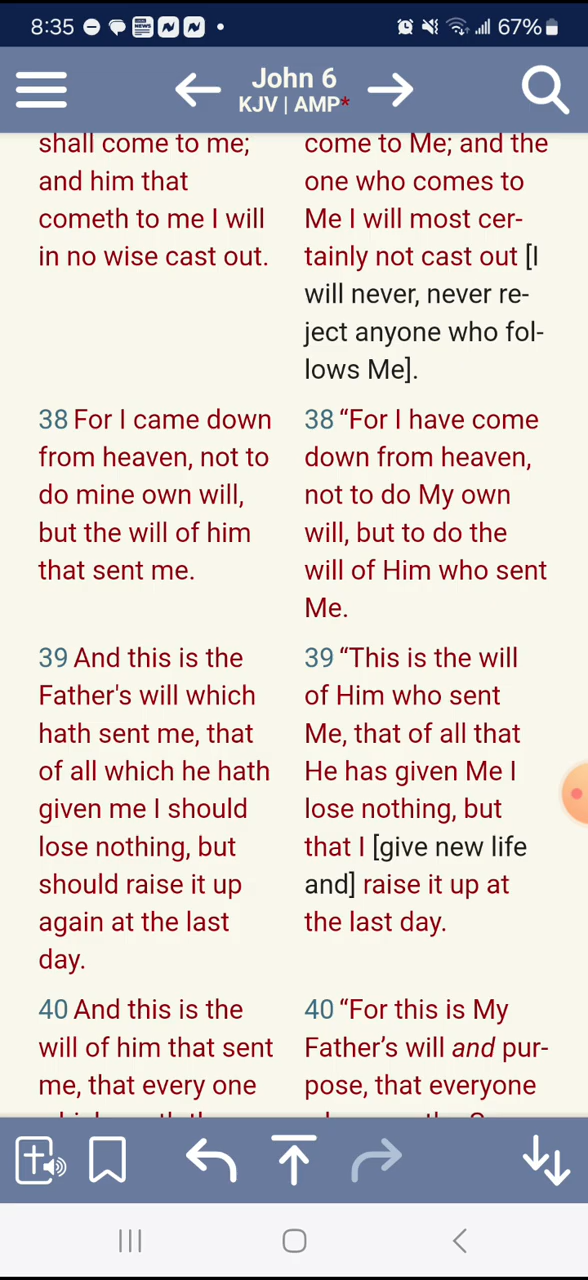 8:35
67%
John 6
KJV | AMP*
shall come to me;
and him that
cometh to me I will
in no wise cast out.
come to Me; and the
one who comes to
Me I will most cer-
tainly not cast out [I
will never, never re-
ject anyone who fol-
lows Me].
38 For I came down
from heaven, not to
do mine own will,
but the will of him
that sent me.
38 “For I have come
down from heaven,
not to do My own
will, but to do the
will of Him who sent
Me.
39 And this is the
Father's will which
hath sent me, that
of all which he hath
given me I should
lose nothing, but
should raise it up
again at the last
day.
39 “This is the will
of Him who sent
Me, that of all that
He has given Me I
lose nothing, but
that I [give new life
and] raise it up at
the last day.
40 And this is the
will of him that sent
me, that every one
40 “For this is My
Father’s will and pur-
pose, that everyone